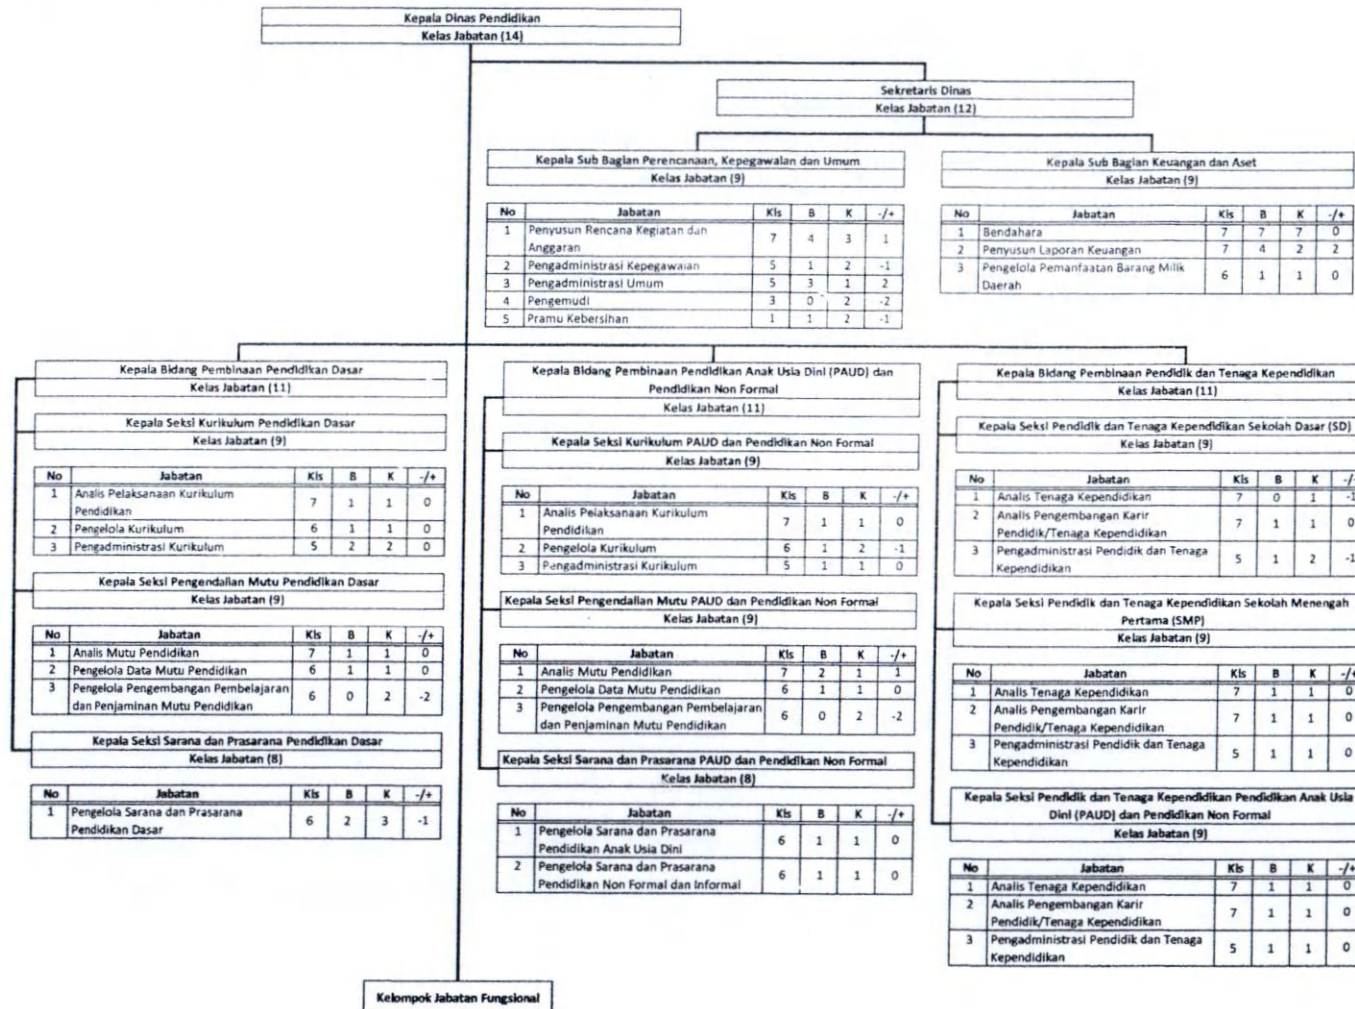 Kepala Dinas Pendidikan
Kelas Jabatan (14)
Sekretaris Dinas
Kelas Jabatan (12)
Kepala Sub Bagian Perencanaan, Kepegawaian dan Umum
Kelas Jabatan (9)
No Jabatan Kls B K -/+
1 Penyusun Rencana Kegiatan dan
Anggaran 7 4 3 1
2 Pengadministrasi Kepegawaian 5 1 2 -1
3 Pengadministrasi Umum 5 3 1 2
4 Pengemudi 3 0 2 -2
5 Pramu Kebersihan 1 1 2 -1
Kepala Sub Bagian Keuangan dan Aset
Kelas Jabatan (9)
No Jabatan Kls B K -/+
1 Bendahara 7 7 7 0
2 Penyusun Laporan Keuangan 7 4 2 2
3 Pengelola Pemanfaatan Barang Milik
Daerah 6 1 1 0
Kepala Bidang Pembinaan Pendidikan Dasar
Kelas Jabatan (11)
Kepala Seksi Kurikulum Pendidikan Dasar
Kelas Jabatan (9)
No Jabatan Kls B K -/+
1 Analis Pelaksanaan Kurikulum
Pendidikan 7 1 1 0
2 Pengelola Kurikulum 6 1 1 0
3 Pengadministrasi Kurikulum 5 2 2 0
Kepala Seksi Pengendalian Mutu Pendidikan Dasar
Kelas Jabatan (9)
No Jabatan Kls B K -/+
1 Analis Mutu Pendidikan 7 1 1 0
2 Pengelola Data Mutu Pendidikan 6 1 1 0
3 Pengelola Pengembangan Pembelajaran
dan Penjaminan Mutu Pendidikan 6 0 2 -2
Kepala Seksi Sarana dan Prasarana Pendidikan Dasar
Kelas Jabatan (8)
No Jabatan Kls B K -/+
1 Pengelola Sarana dan Prasarana
Pendidikan Dasar 6 2 3 -1
Kepala Bidang Pembinaan Pendidikan Anak Usia Dini (PAUD) dan
Pendidikan Non Formal
Kelas Jabatan (11)
Kepala Seksi Kurikulum PAUD dan Pendidikan Non Formal
Kelas Jabatan (9)
No Jabatan Kls B K -/+
1 Analis Pelaksanaan Kurikulum
Pendidikan 7 1 1 0
2 Pengelola Kurikulum 6 1 2 -1
3 Pengadministrasi Kurikulum 5 1 1 0
Kepala Seksi Pengendalian Mutu PAUD dan Pendidikan Non Formal
Kelas Jabatan (9)
No Jabatan Kls B K -/+
1 Analis Mutu Pendidikan 7 2 1 1
2 Pengelola Data Mutu Pendidikan 6 1 1 0
3 Pengelola Pengembangan Pembelajaran
dan Penjaminan Mutu Pendidikan 6 0 2 -2
Kepala Seksi Sarana dan Prasarana PAUD dan Pendidikan Non Formal
Kelas Jabatan (8)
No Jabatan Kls B K -/+
1 Pengelola Sarana dan Prasarana
Pendidikan Anak Usia Dini 6 1 1 0
2 Pengelola Sarana dan Prasarana
Pendidikan Non Formal dan Informal 6 1 1 0
Kepala Bidang Pembinaan Pendidik dan Tenaga Kependidikan
Kelas Jabatan (11)
Kepala Seksi Pendidik dan Tenaga Kependidikan Sekolah Dasar (SD)
Kelas Jabatan (9)
No Jabatan Kls B K -/+
1 Analis Tenaga Kependidikan 7 0 1 -1
2 Analis Pengembangan Karir
Pendidik/Tenaga Kependidikan 7 1 1 0
3 Pengadministrasi Pendidik dan Tenaga
Kependidikan 5 1 2 -1
Kepala Seksi Pendidik dan Tenaga Kependidikan Sekolah Menengah
Pertama (SMP)
Kelas Jabatan (9)
No Jabatan Kls B K -/+
1 Analis Tenaga Kependidikan 7 1 1 0
2 Analis Pengembangan Karir
Pendidik/Tenaga Kependidikan 7 1 1 0
3 Pengadministrasi Pendidik dan Tenaga
Kependidikan 5 1 1 0
Kepala Seksi Pendidik dan Tenaga Kependidikan Pendidikan Anak Usia
Dini (PAUD) dan Pendidikan Non Formal
Kelas Jabatan (9)
No Jabatan Kls B K -/+
1 Analis Tenaga Kependidikan 7 1 1 0
2 Analis Pengembangan Karir
Pendidik/Tenaga Kependidikan 7 1 1 0
3 Pengadministrasi Pendidik dan Tenaga
Kependidikan 5 1 1 0
Kelompok Jabatan Fungsional